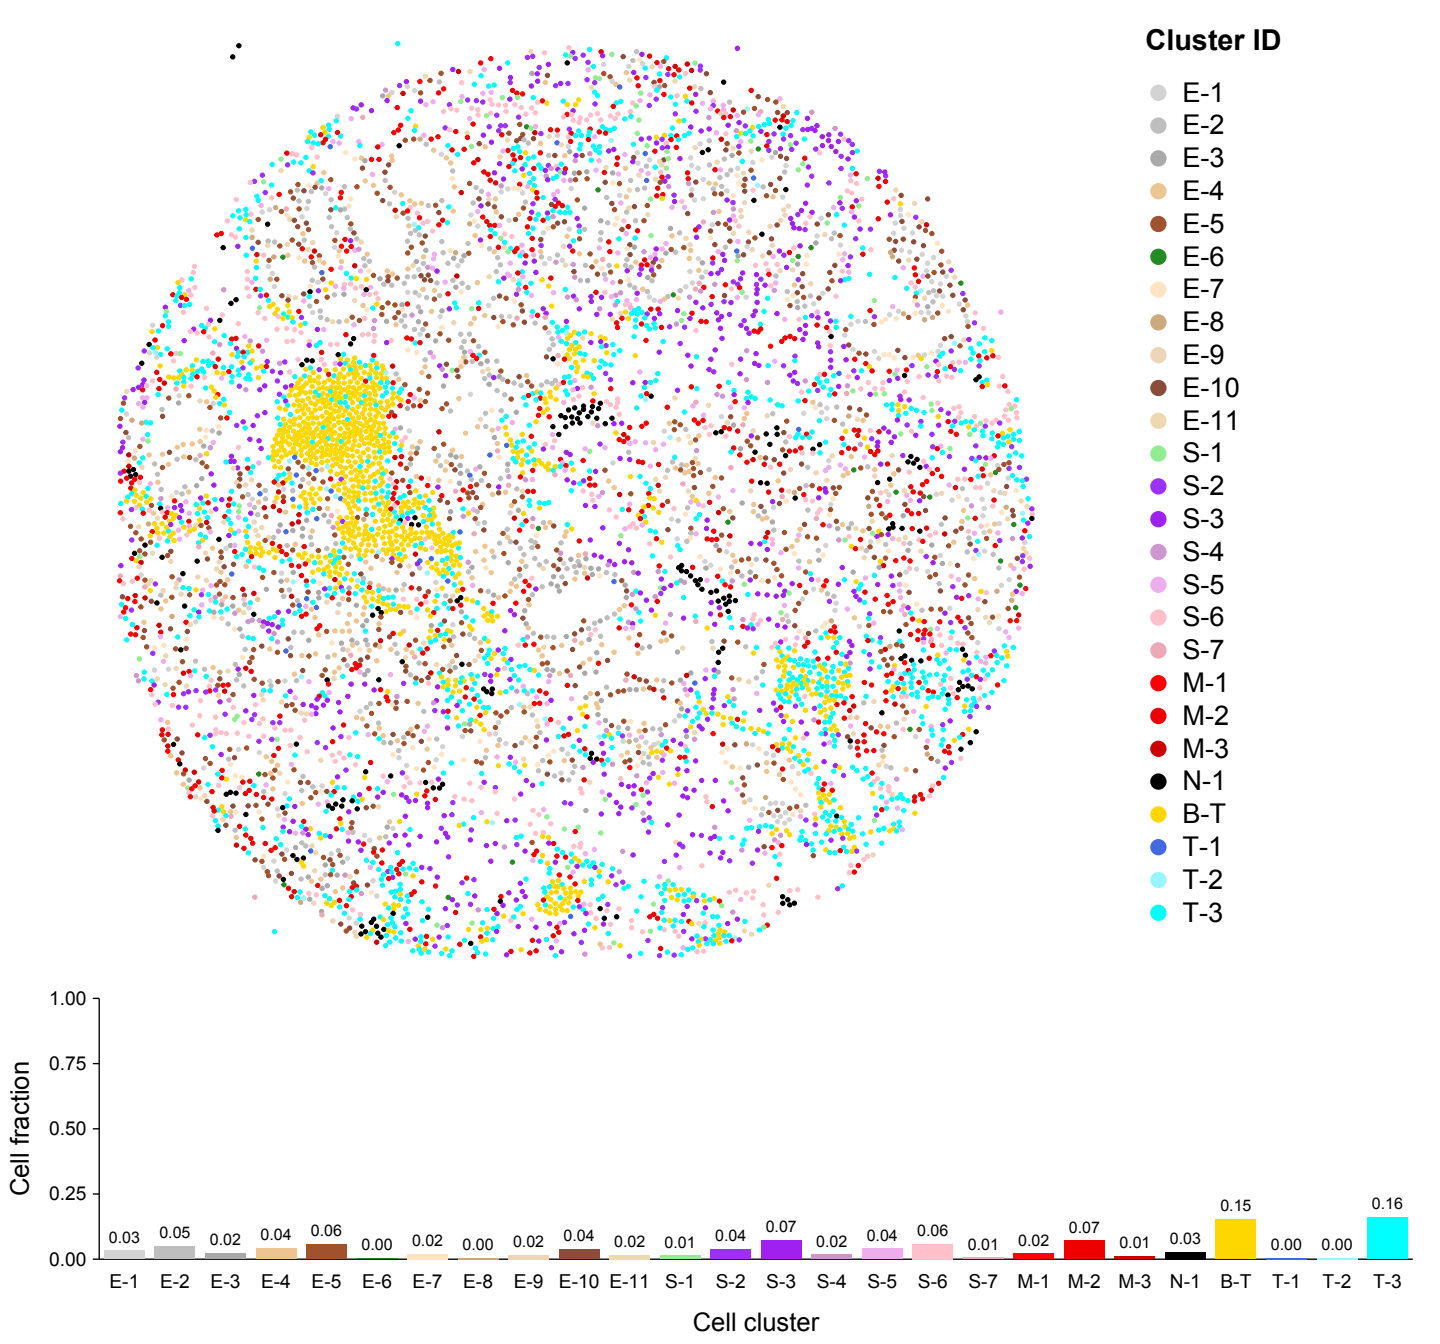 Cluster ID
E-1
E-2
E-3
E-4
E-5
E-6
E-7
E-8
E-9
E-10
E-11
S-1
S-2
S-3
S-4
S-5
S-6
S-7
M-1
M-2
M-3
N-1
B-T
T-1
T-2
T-3
Cell fraction
1.00
0.75
0.50
0.25
0.00
0.03 0.05 0.02 0.04 0.06 0.00 0.02 0.00 0.02 0.04 0.02 0.01 0.04 0.07 0.02 0.04 0.06 0.01 0.02 0.07 0.01 0.03 0.15 0.00 0.00 0.16
E-1 E-2 E-3 E-4 E-5 E-6 E-7 E-8 E-9 E-10 E-11 S-1 S-2 S-3 S-4 S-5 S-6 S-7 M-1 M-2 M-3 N-1 B-T T-1 T-2 T-3
Cell cluster